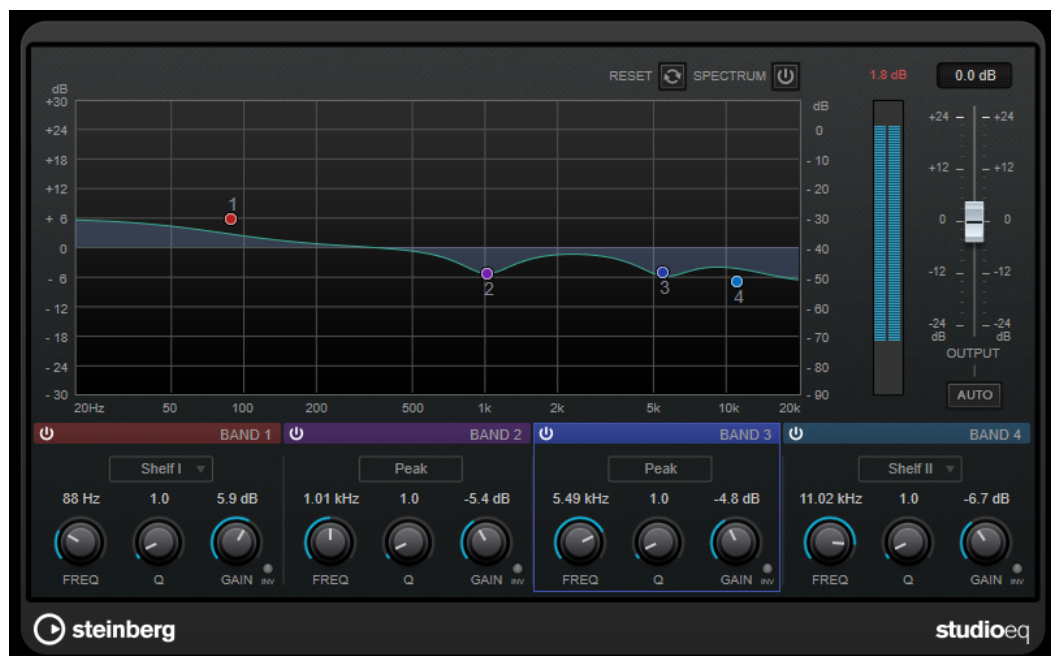 RESET SPECTRUM 1.8 dB 0.0 dB
dB
+30
+24
+18
+12
+ 6
0
- 6
- 12
- 18
- 24
- 30
dB
0
- 10
- 20
- 30
- 40
- 50
- 60
- 70
- 80
- 90
1
2
3
4
20Hz 50 100 200 500 1k 2k 5k 10k 20k
+24 +24
+12 +12
0 0
-12 -12
-24 -24
dB dB
OUTPUT
AUTO
BAND 1 BAND 2 BAND 3 BAND 4
Shelf I Peak Peak Shelf II
88 Hz 1.0 5.9 dB 1.01 kHz 1.0 -5.4 dB 5.49 kHz 1.0 -4.8 dB 11.02 kHz 1.0 -6.7 dB
FREQ Q GAIN INV FREQ Q GAIN INV FREQ Q GAIN INV FREQ Q GAIN INV
steinberg studioeq